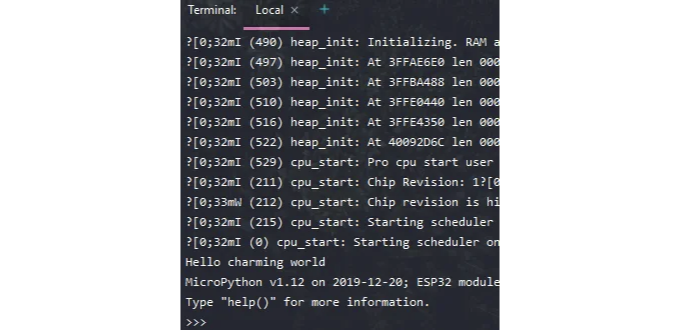 Terminal: Local × +
?[0;32mI (490) heap_init: Initializing. RAM a
?[0;32mI (497) heap_init: At 3FFAE6E0 len 000
?[0;32mI (503) heap_init: At 3FFBA488 len 000
?[0;32mI (510) heap_init: At 3FFE0440 len 000
?[0;32mI (516) heap_init: At 3FFE4350 len 000
?[0;32mI (522) heap_init: At 40092D6C len 000
?[0;32mI (529) cpu_start: Pro cpu start user
?[0;32mI (211) cpu_start: Chip Revision: 1?[0
?[0;33mW (212) cpu_start: Chip revision is hi
?[0;32mI (215) cpu_start: Starting scheduler
?[0;32mI (0) cpu_start: Starting scheduler on
Hello charming world
MicroPython v1.12 on 2019-12-20; ESP32 module
Type "help()" for more information.
>>>